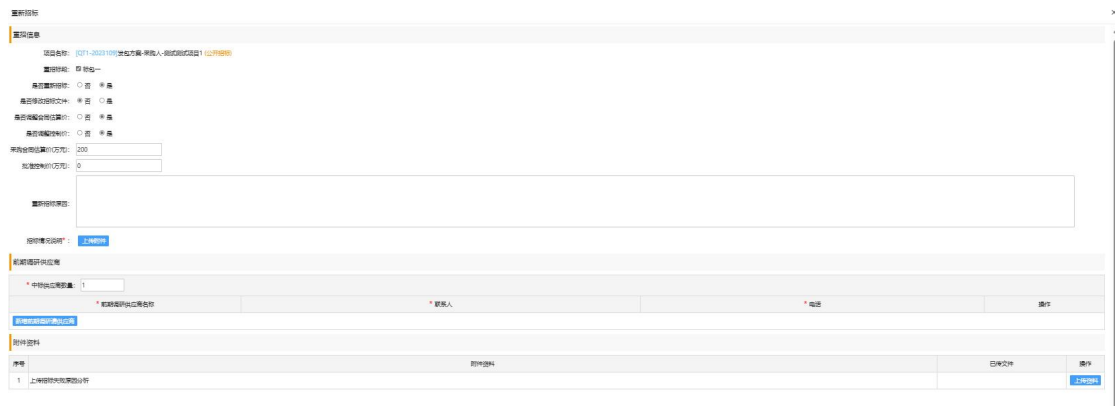 重新招标
重招信息
项目名称: [QT1-2023109]发包方案-采购人-测试测试项目1 (公开招标)
重招标段: 标包一
是否重新招标: 否 是
是否修改招标文件: 否 是
是否调整合同估算价: 否 是
是否调整控制价: 否 是
采购合同估算价(万元): 200
批准控制价(万元): 0
重新招标原因:
招标情况说明*: 上传附件
前期调研供应商
* 中标供应商数量: 1
* 前期调研供应商名称 * 联系人 * 电话 操作
新增前期调研供应商
附件资料
序号 附件资料 已传文件 操作
1 上传招标失败原因分析 上传资料